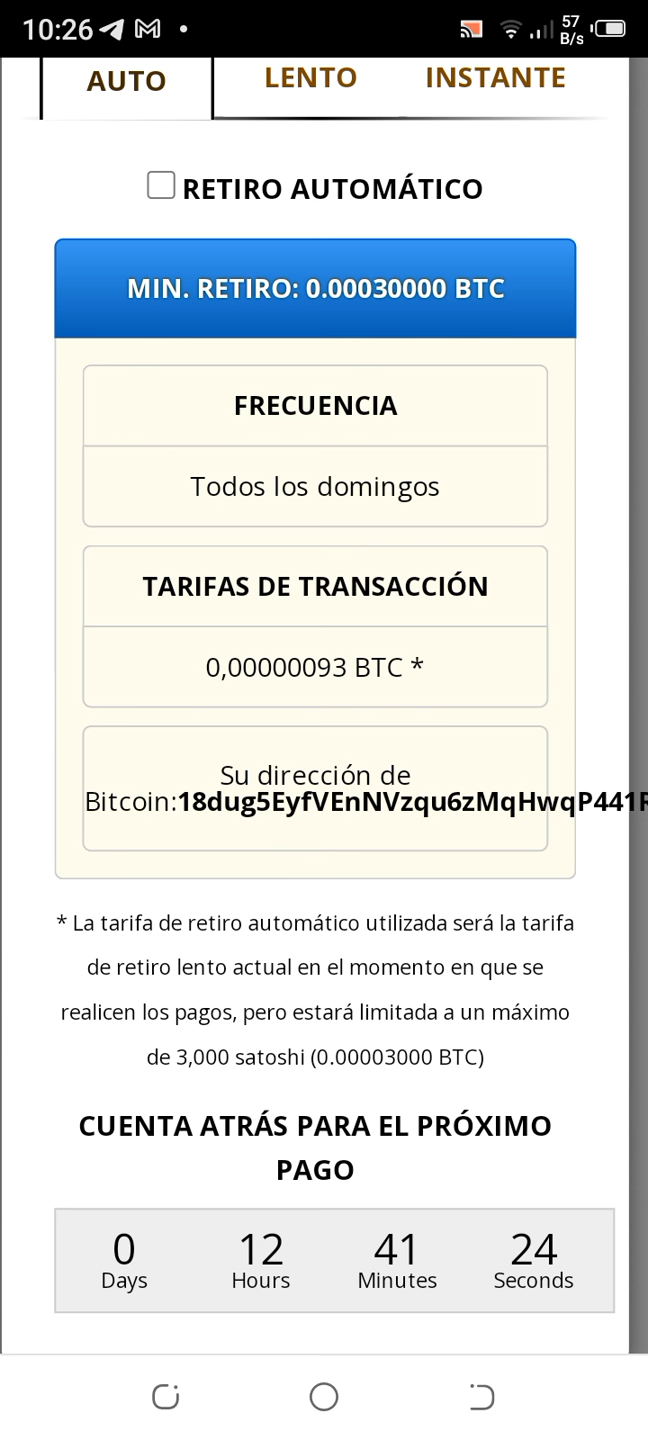 10:26
57
B/s
AUTO
LENTO
INSTANTE
RETIRO AUTOMÁTICO
MIN. RETIRO: 0.00030000 BTC
FRECUENCIA
Todos los domingos
TARIFAS DE TRANSACCIÓN
0,00000093 BTC *
Su dirección de
Bitcoin:18dug5EyfVEnNVzqu6zMqHwqP441R
* La tarifa de retiro automático utilizada será la tarifa
de retiro lento actual en el momento en que se
realicen los pagos, pero estará limitada a un máximo
de 3,000 satoshi (0.00003000 BTC)
CUENTA ATRÁS PARA EL PRÓXIMO
PAGO
0 12 41 24
Days Hours Minutes Seconds